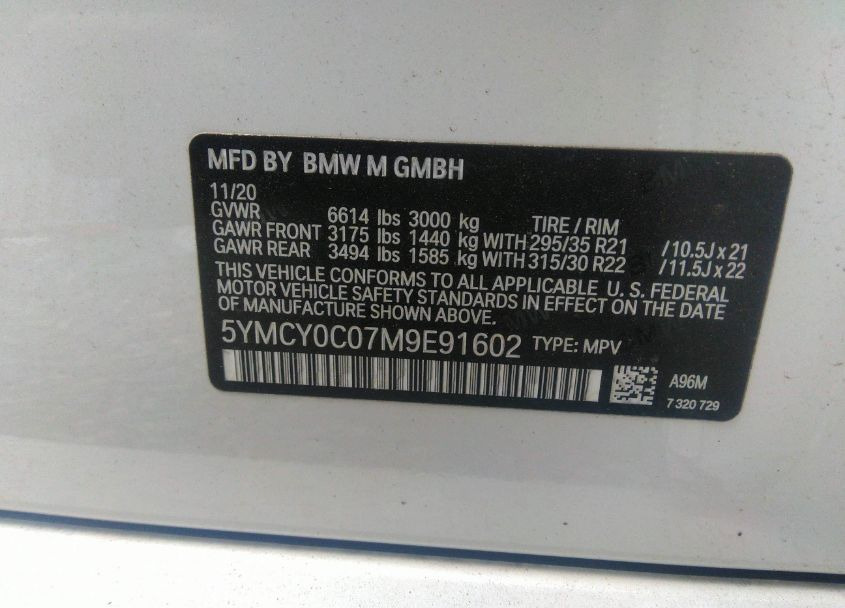 MFD BY BMW M GMBH
11/20
GVWR 6614 lbs 3000 kg TIRE / RIM
GAWR FRONT 3175 lbs 1440 kg WITH 295/35 R21 /10.5J x 21
GAWR REAR 3494 lbs 1585 kg WITH 315/30 R22 /11.5J x 22
THIS VEHICLE CONFORMS TO ALL APPLICABLE U. S. FEDERAL
MOTOR VEHICLE SAFETY STANDARDS IN EFFECT ON THE DATE
OF MANUFACTURE SHOWN ABOVE.
5YMCY0C07M9E91602 TYPE: MPV
A96M
7 320 729